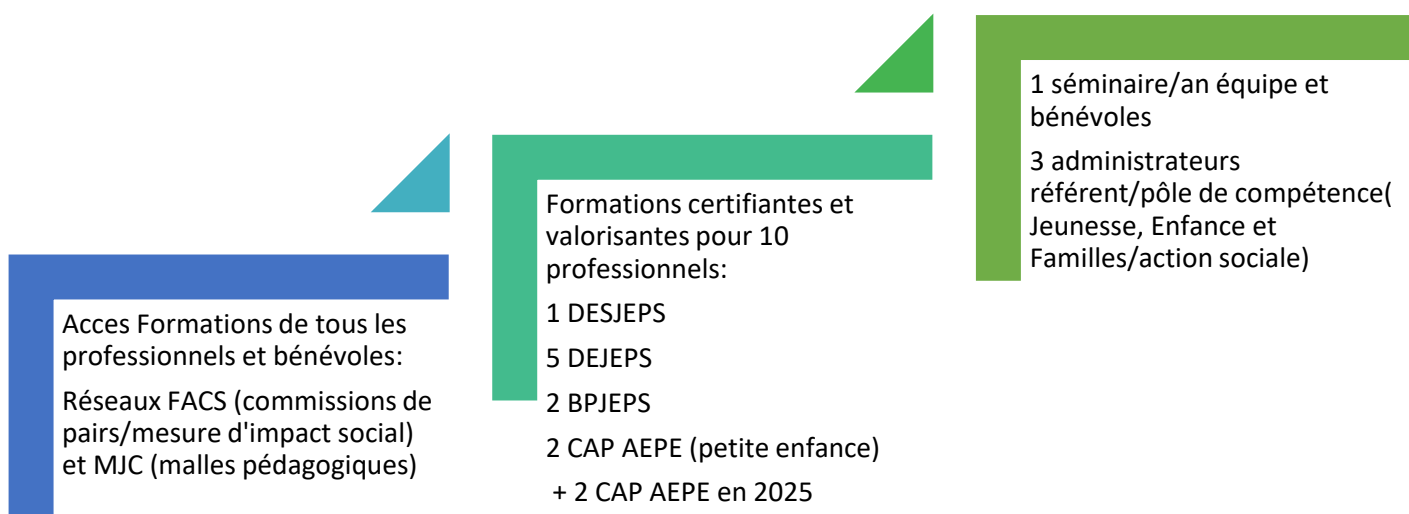 Acces Formations de tous les
professionnels et bénévoles:
Réseaux FACS (commissions de
pairs/mesure d'impact social)
et MJC (malles pédagogiques)
Formations certifiantes et
valorisantes pour 10
professionnels:
1 DESJEPS
5 DEJEPS
2 BPJEPS
2 CAP AEPE (petite enfance)
+ 2 CAP AEPE en 2025
1 séminaire/an équipe et
bénévoles
3 administrateurs
référent/pôle de compétence(
Jeunesse, Enfance et
Familles/action sociale)